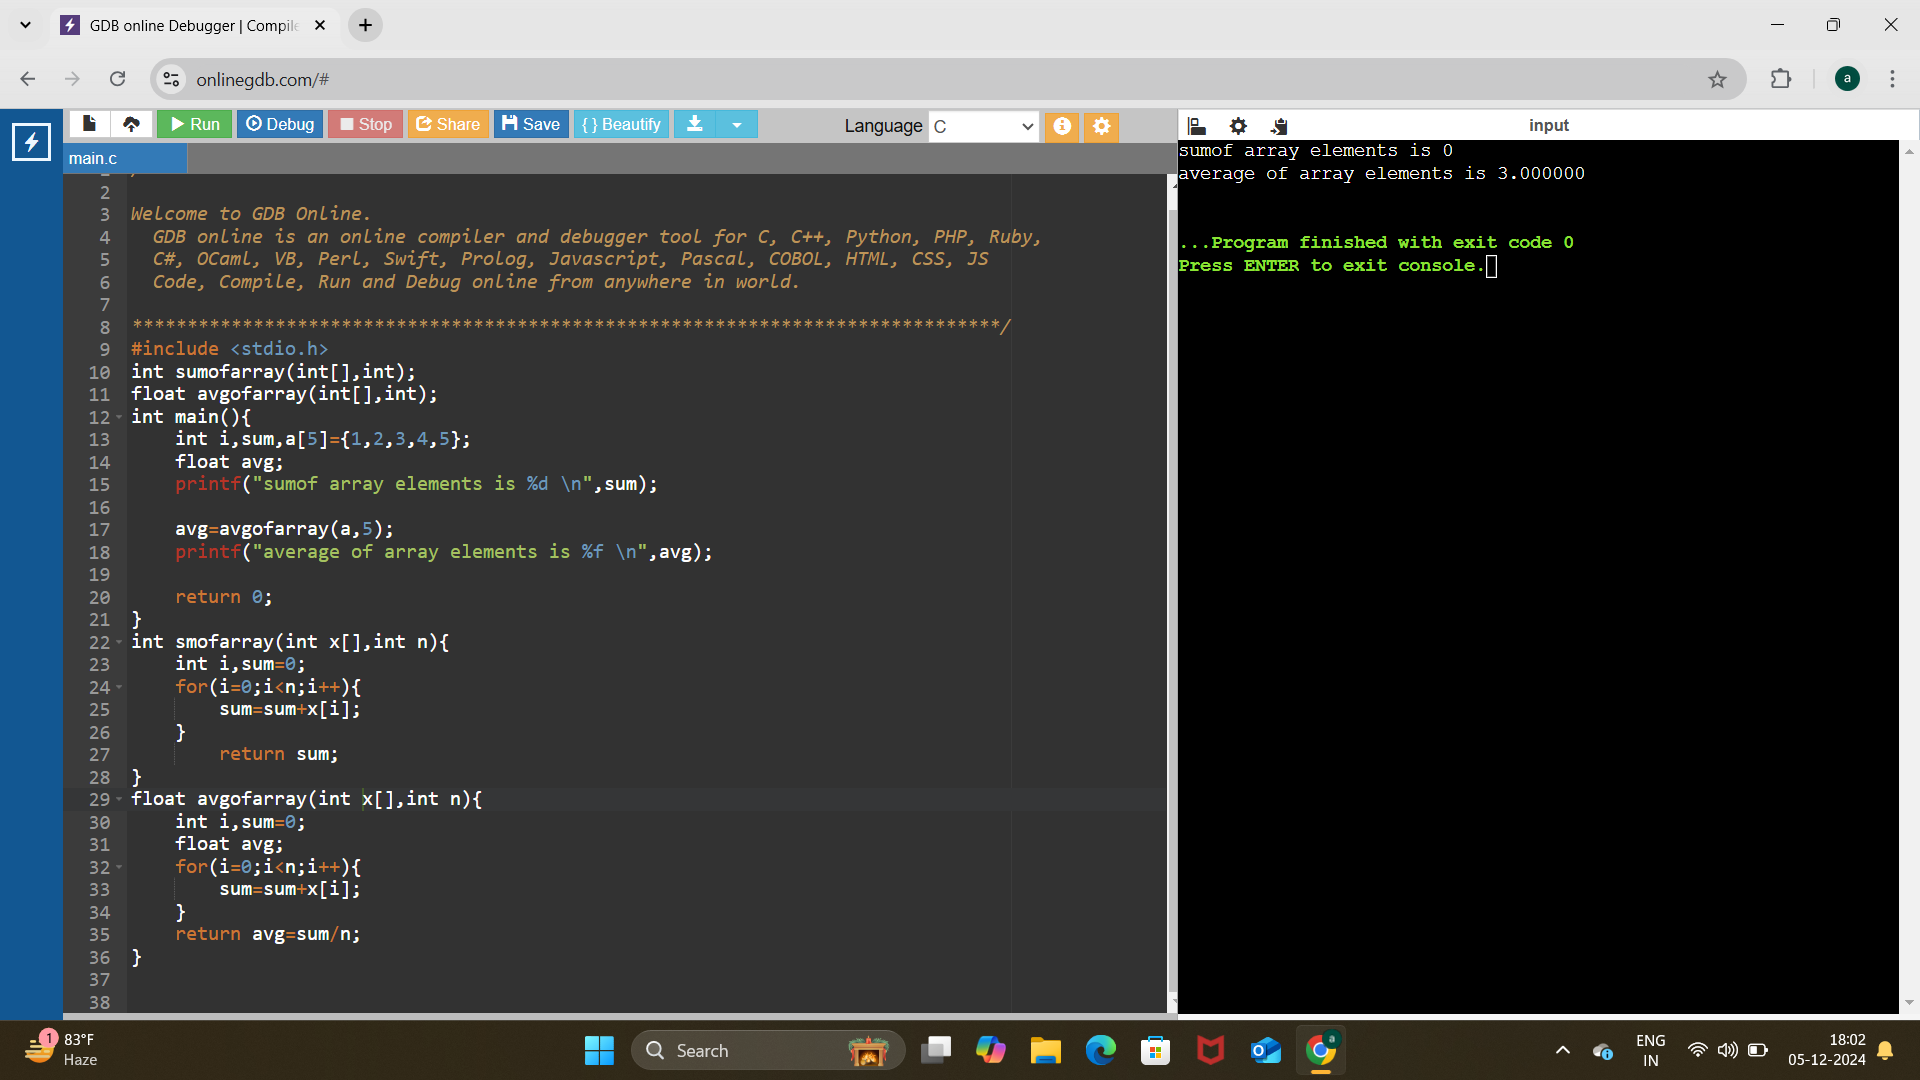 GDB online Debugger | Compile
onlinegdb.com/#
a
Run
Debug
Stop
Share
Save
{ } Beautify
Language
C
input
main.c
1
2
3 Welcome to GDB Online.
4 GDB online is an online compiler and debugger tool for C, C++, Python, PHP, Ruby,
5 C#, OCaml, VB, Perl, Swift, Prolog, Javascript, Pascal, COBOL, HTML, CSS, JS
6 Code, Compile, Run and Debug online from anywhere in world.
7
8 *******************************************************************************/
9 #include <stdio.h>
10 int sumofarray(int[],int);
11 float avgofarray(int[],int);
12 int main(){
13 int i,sum,a[5]={1,2,3,4,5};
14 float avg;
15 printf("sumof array elements is %d \n",sum);
16
17 avg=avgofarray(a,5);
18 printf("average of array elements is %f \n",avg);
19
20 return 0;
21 }
22 int smofarray(int x[],int n){
23 int i,sum=0;
24 for(i=0;i<n;i++){
25 sum=sum+x[i];
26 }
27 return sum;
28 }
29 float avgofarray(int x[],int n){
30 int i,sum=0;
31 float avg;
32 for(i=0;i<n;i++){
33 sum=sum+x[i];
34 }
35 return avg=sum/n;
36 }
37
38
sumof array elements is 0
average of array elements is 3.000000
...Program finished with exit code 0
Press ENTER to exit console.
1
83°F
Haze
Search
a
ENG
IN
18:02
05-12-2024